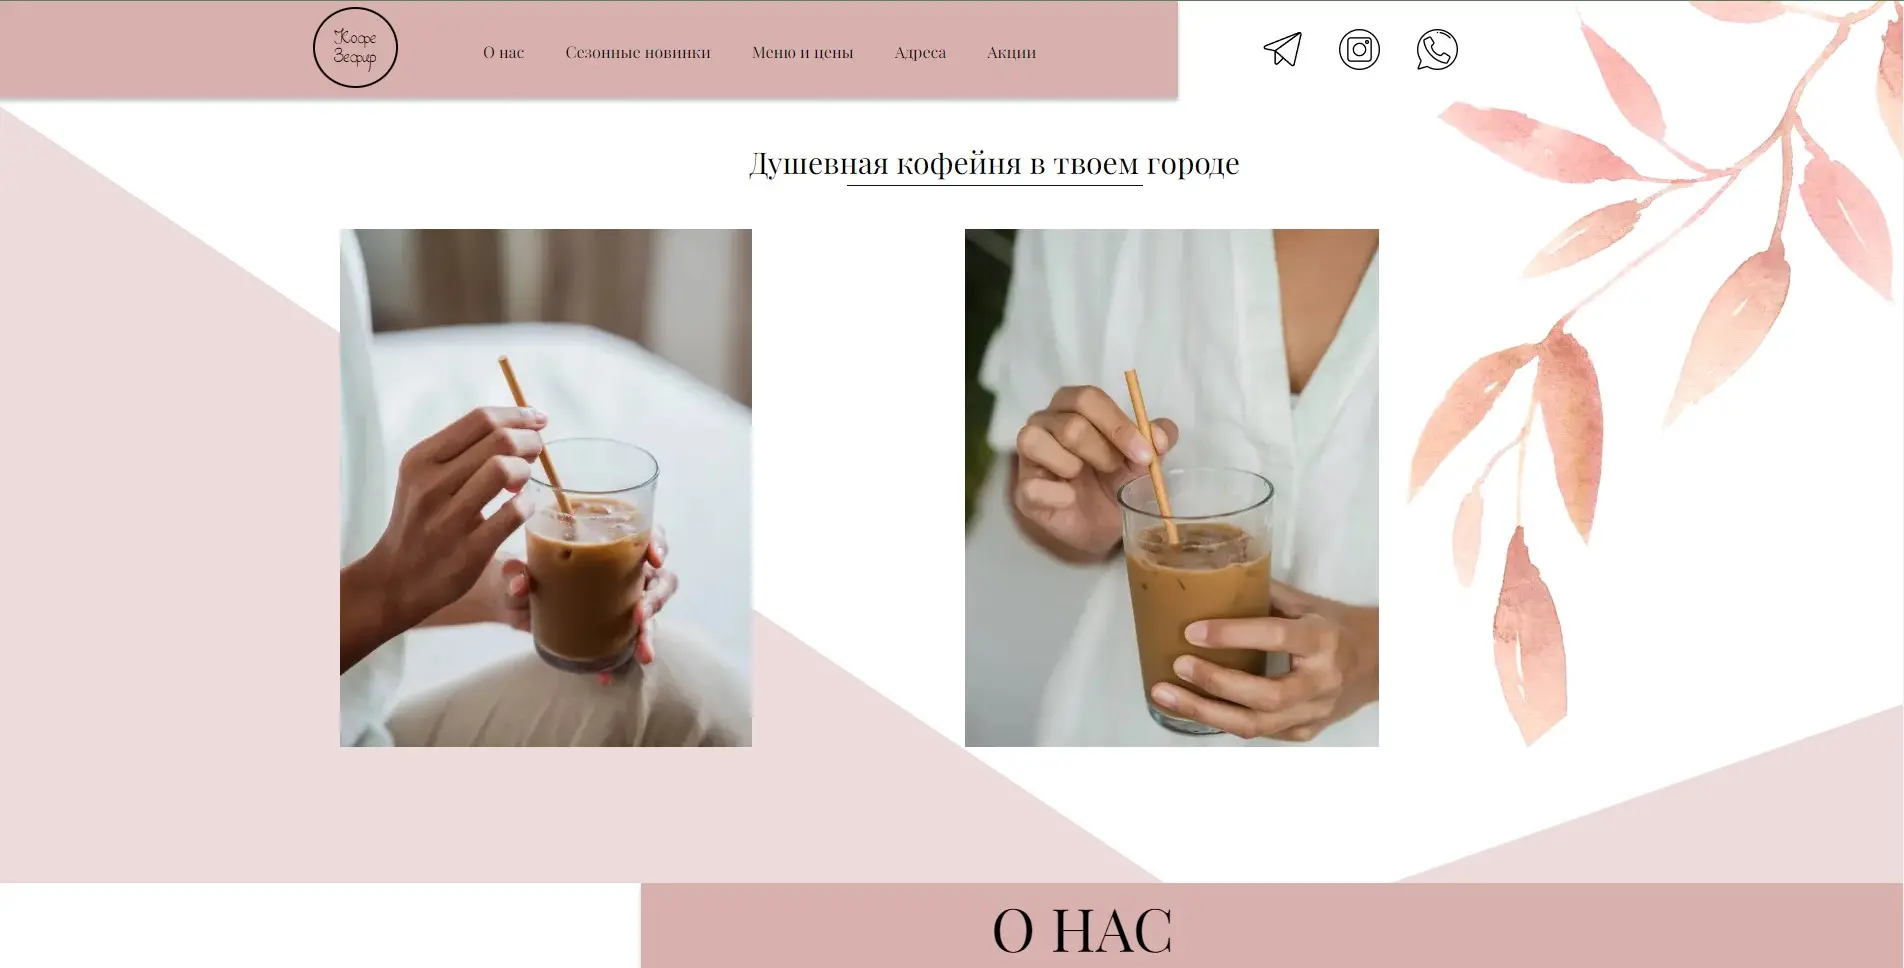 Кофе
Зефир
О нас
Сезонные новинки
Меню и цены
Адреса
Акции
Душевная кофейня в твоем городе
О НАС